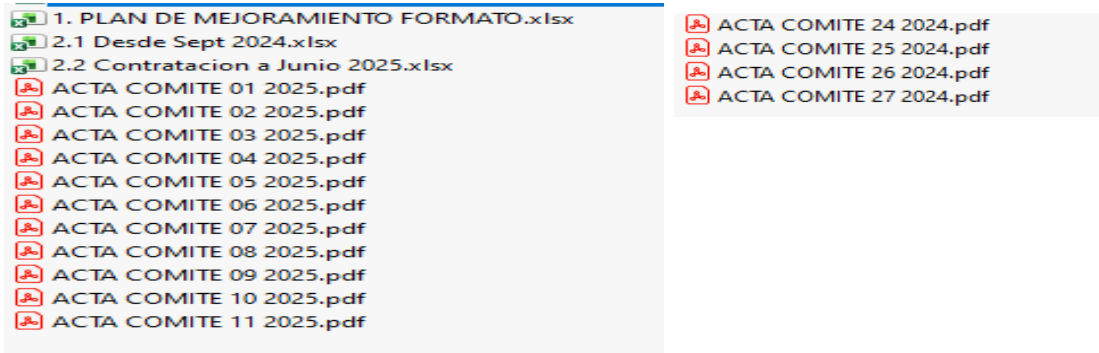 1. PLAN DE MEJORAMIENTO FORMATO.xlsx
2.1 Desde Sept 2024.xlsx
2.2 Contratacion a Junio 2025.xlsx
ACTA COMITE 01 2025.pdf
ACTA COMITE 02 2025.pdf
ACTA COMITE 03 2025.pdf
ACTA COMITE 04 2025.pdf
ACTA COMITE 05 2025.pdf
ACTA COMITE 06 2025.pdf
ACTA COMITE 07 2025.pdf
ACTA COMITE 08 2025.pdf
ACTA COMITE 09 2025.pdf
ACTA COMITE 10 2025.pdf
ACTA COMITE 11 2025.pdf
ACTA COMITE 24 2024.pdf
ACTA COMITE 25 2024.pdf
ACTA COMITE 26 2024.pdf
ACTA COMITE 27 2024.pdf